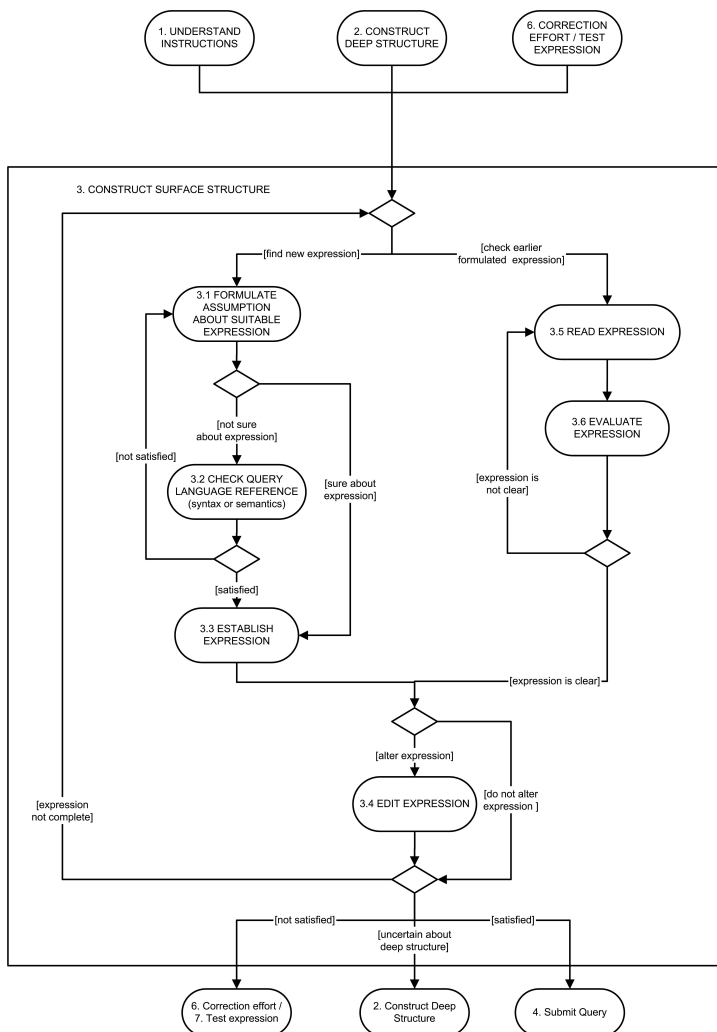 1. UNDERSTAND
INSTRUCTIONS
2. CONSTRUCT
DEEP STRUCTURE
6. CORRECTION
EFFORT / TEST
EXPRESSION
3. CONSTRUCT SURFACE STRUCTURE
[find new expression]
[check earlier
formulated expression]
3.1 FORMULATE
ASSUMPTION
ABOUT SUITABLE
EXPRESSION
3.5 READ EXPRESSION
[not sure
about expression]
3.6 EVALUATE
EXPRESSION
[not satisfied]
3.2 CHECK QUERY
LANGUAGE REFERENCE
(syntax or semantics)
[sure about
expression]
[expression is
not clear]
[satisfied]
3.3 ESTABLISH
EXPRESSION
[expression is clear]
[alter expression]
3.4 EDIT EXPRESSION
[do not alter
expression ]
[expression
not complete]
[not satisfied]
[satisfied]
[uncertain about
deep structure]
6. Correction effort /
7. Test expression
2. Construct Deep
Structure
4. Submit Query